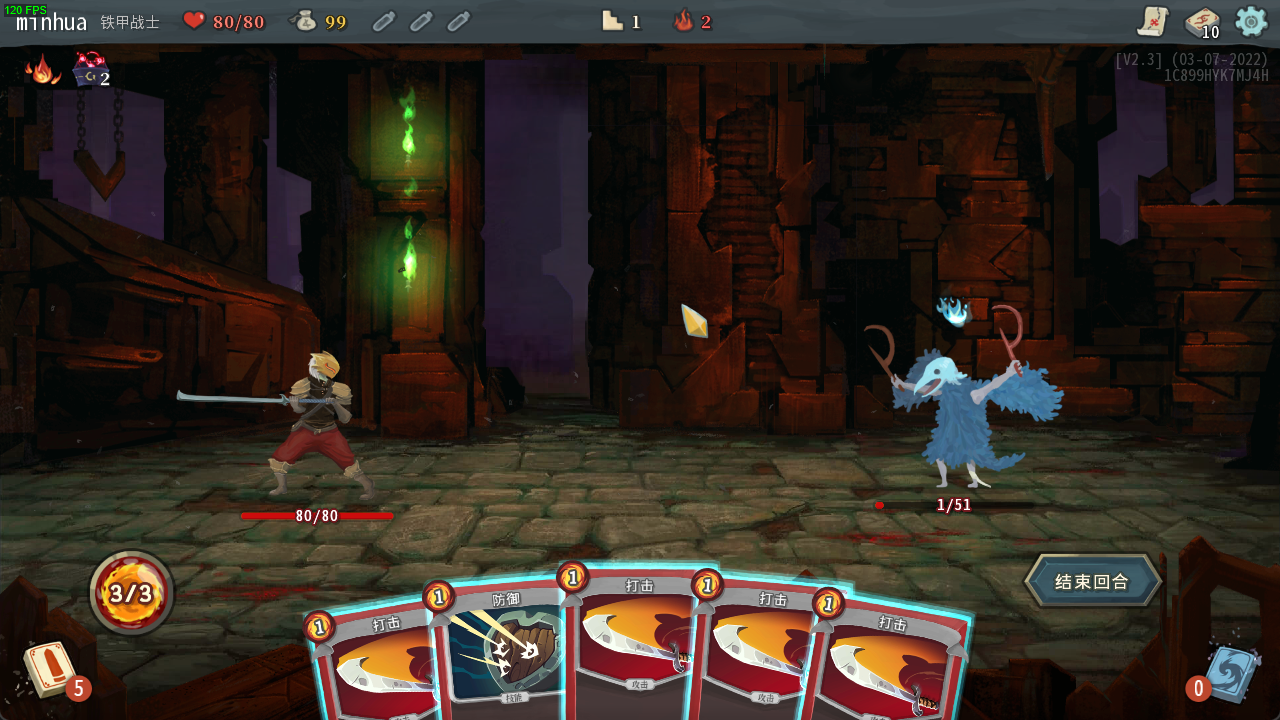 120 FPS
minhua 铁甲战士 80/80 99 1 2
10
2
[V2.3] (03-07-2022)
1C899HYK7MJ4H
1/51
80/80
3/3
结束回合
1 打击
1 防御
技能
1 打击
攻击
1 打击
攻击
1 打击
攻击
5
0